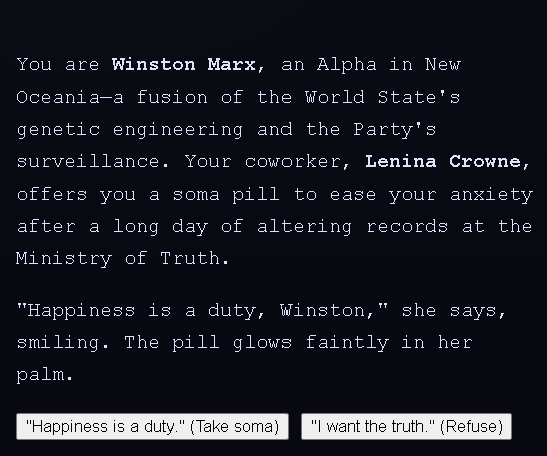 You are Winston Marx, an Alpha in New
Oceania—a fusion of the World State's
genetic engineering and the Party's
surveillance. Your coworker, Lenina Crowne,
offers you a soma pill to ease your anxiety
after a long day of altering records at the
Ministry of Truth.
"Happiness is a duty, Winston," she says,
smiling. The pill glows faintly in her
palm.
"Happiness is a duty." (Take soma)
"I want the truth." (Refuse)